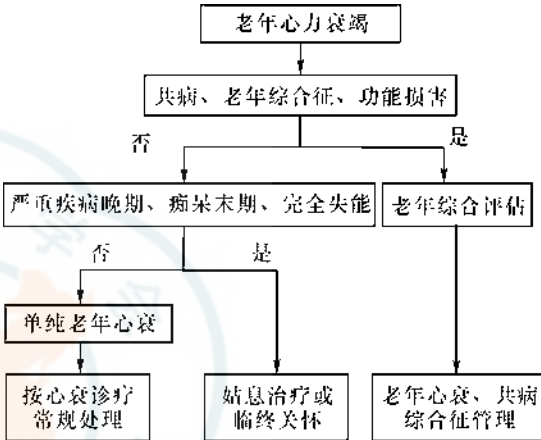 老年心力衰竭
共病、老年综合征、功能损害
否
是
严重疾病晚期、痴呆末期、完全失能
老年综合评估
否
是
单纯老年心衰
按心衰诊疗
常规处理
姑息治疗或
临终关怀
老年心衰、共病
综合征管理